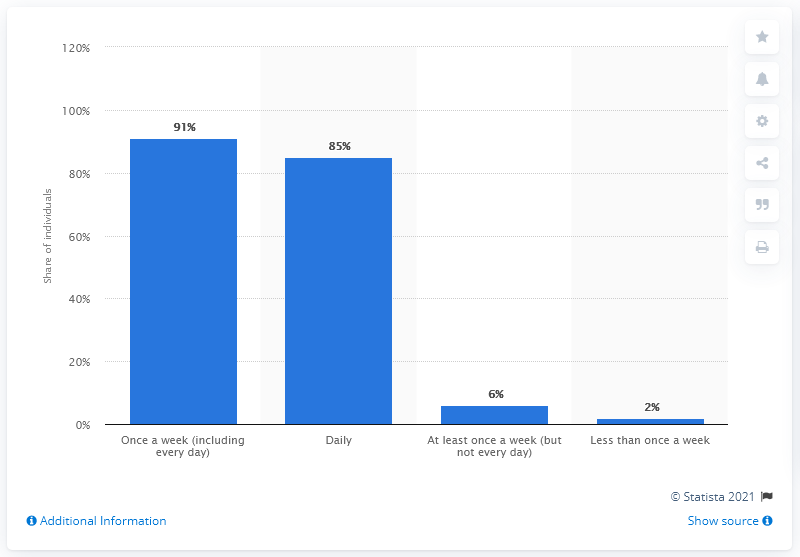 120%
100%
80%
60%
40%
20%
0%
Share of individuals
91%
85%
6%
2%
Once a week (including
every day)
Daily
At least once a week (but
not every day)
Less than once a week
© Statista 2021
Additional Information
Show source